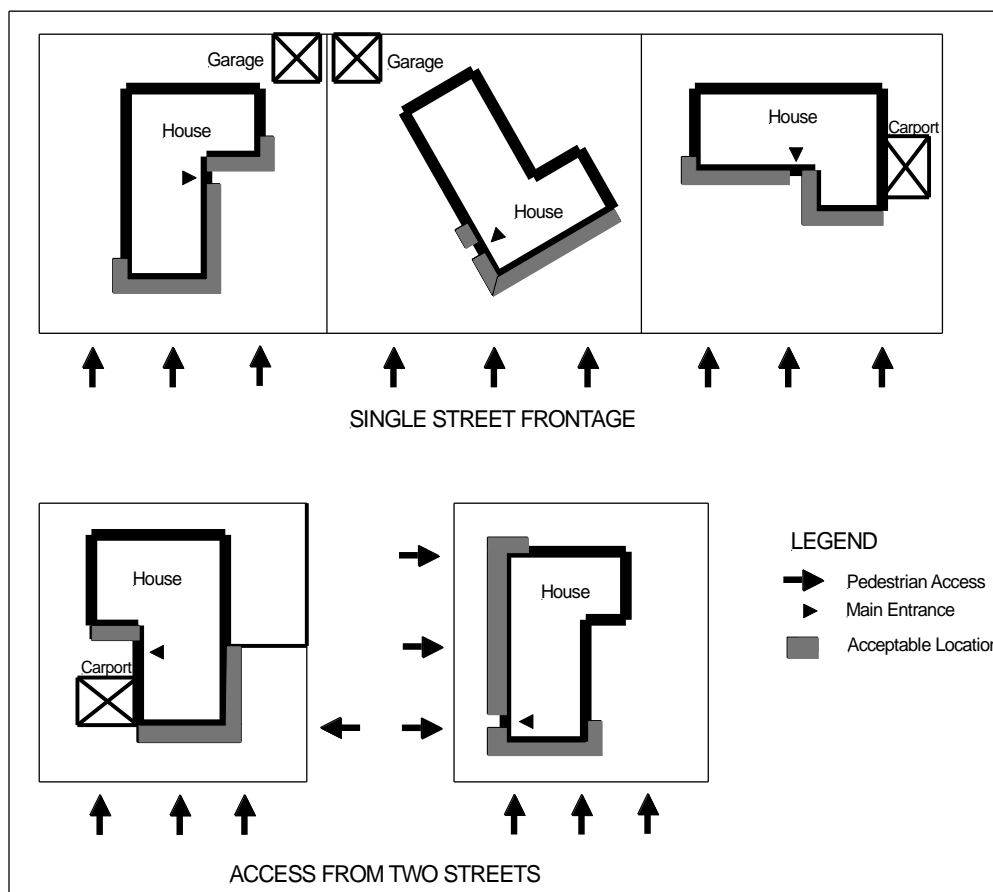 Garage
Garage
House
House
Carport
House
SINGLE STREET FRONTAGE
House
Carport
House
LEGEND
Pedestrian Access
Main Entrance
Acceptable Location
ACCESS FROM TWO STREETS